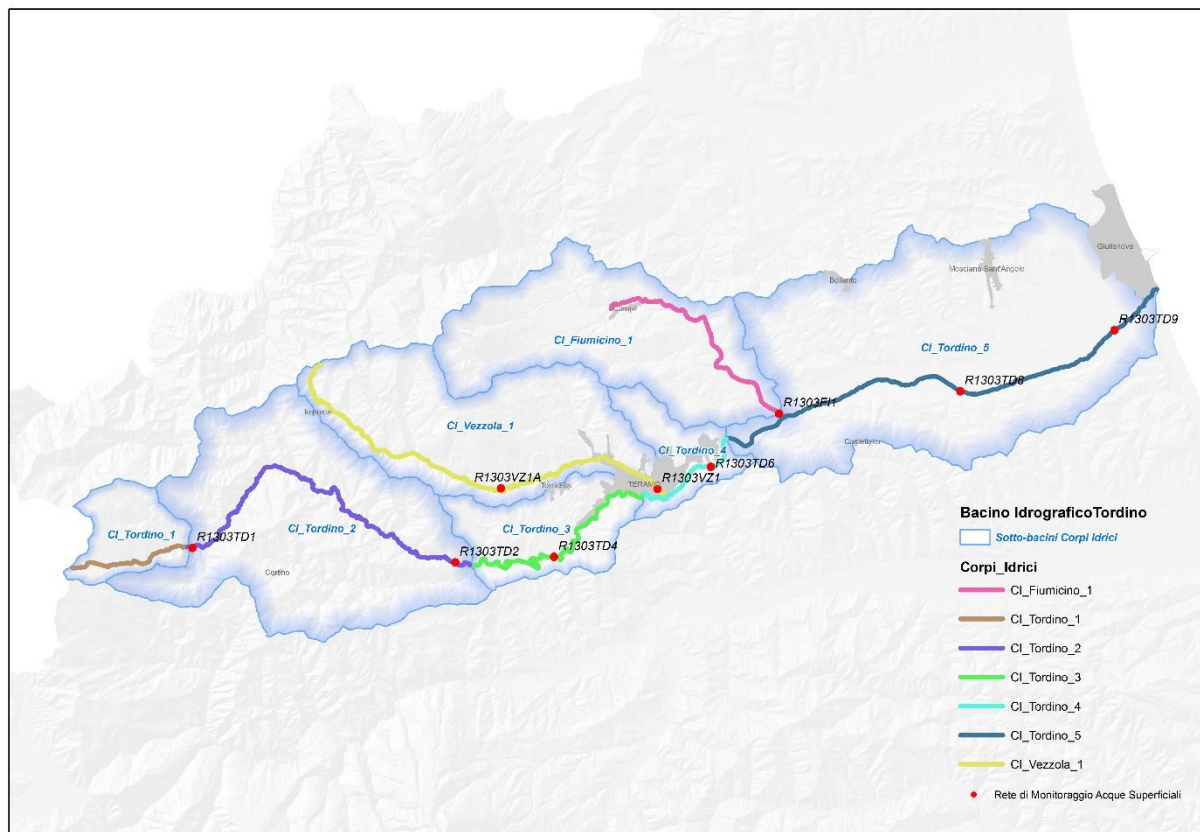 Giulianova
Mosciano Sant'Angelo
Bellante
R1303TD9
Campli
CI_Fiumicino_1
CI_Tordino_5
R1303TD8
R1303FI1
CI_Vezzola_1
CI_Tordino_4
Castellalto
R1303TD6
R1303VZ1A
R1303VZ1
TERAMO
CI_Tordino_1
R1303TD1
CI_Tordino_2
CI_Tordino_3
R1303TD2
R1303TD4
Cortino
Bacino IdrograficoTordino
Sotto-bacini Corpi Idrici
Corpi_Idrici
CI_Fiumicino_1
CI_Tordino_1
CI_Tordino_2
CI_Tordino_3
CI_Tordino_4
CI_Tordino_5
CI_Vezzola_1
Rete di Monitoraggio Acque Superficiali